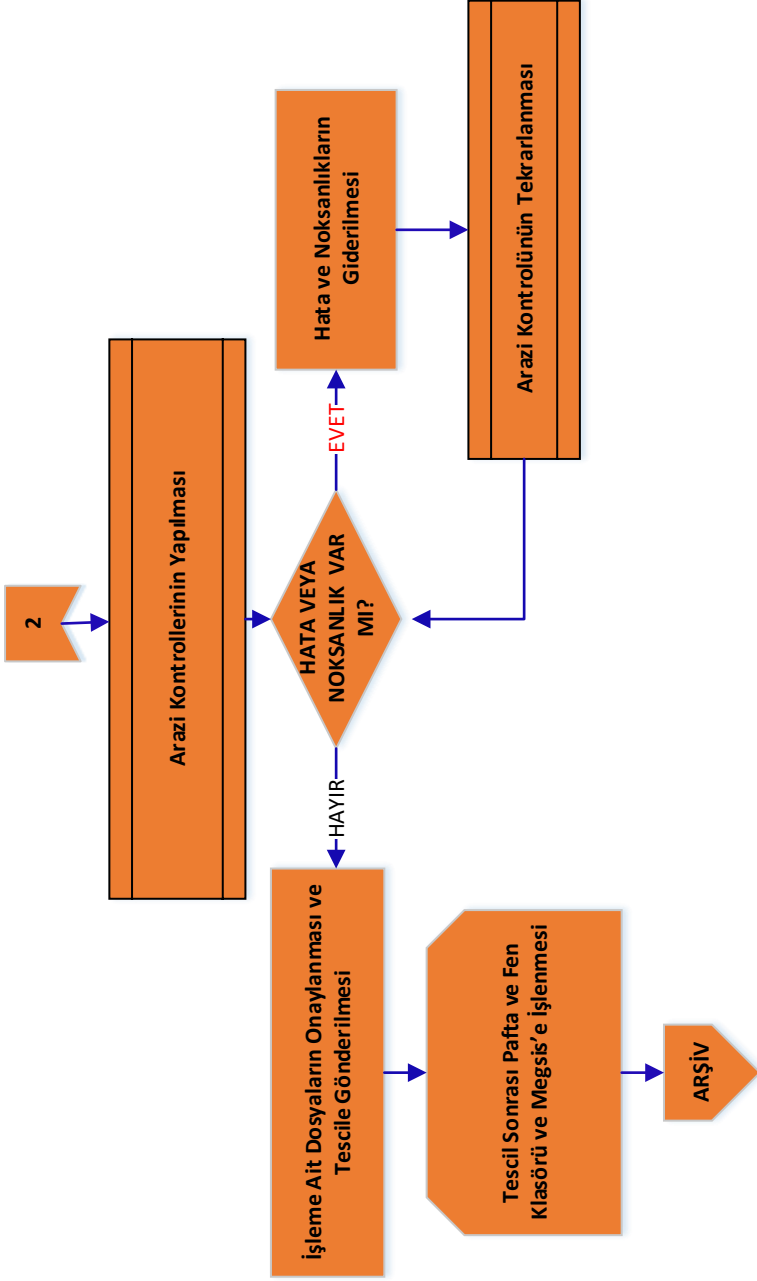 2
Arazi Kontrollerinin Yapılması
HATA VEYA
NOKSANLIK VAR
MI?
EVET
Hata ve Noksanlıkların
Giderilmesi
Arazi Kontrolünün Tekrarlanması
HAYIR
İşleme Ait Dosyaların Onaylanması ve
Tescile Gönderilmesi
Tescil Sonrası Pafta ve Fen
Klasörü ve Megsis’e İşlenmesi
ARŞİV